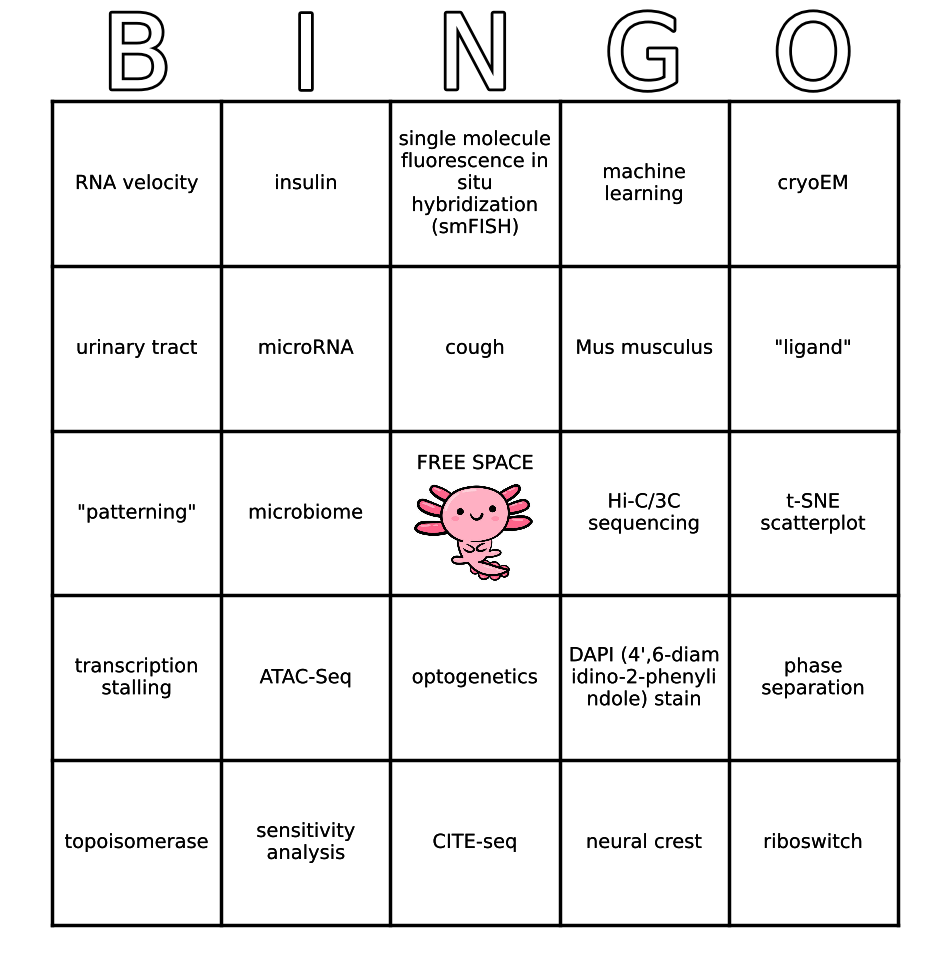 B I N G O
RNA velocity
insulin
single molecule
fluorescence in
situ
hybridization
(smFISH)
machine
learning
cryoEM
urinary tract
microRNA
cough
Mus musculus
"ligand"
"patterning"
microbiome
FREE SPACE
Hi-C/3C
sequencing
t-SNE
scatterplot
transcription
stalling
ATAC-Seq
optogenetics
DAPI (4',6-diam
idino-2-phenyli
ndole) stain
phase
separation
topoisomerase
sensitivity
analysis
CITE-seq
neural crest
riboswitch